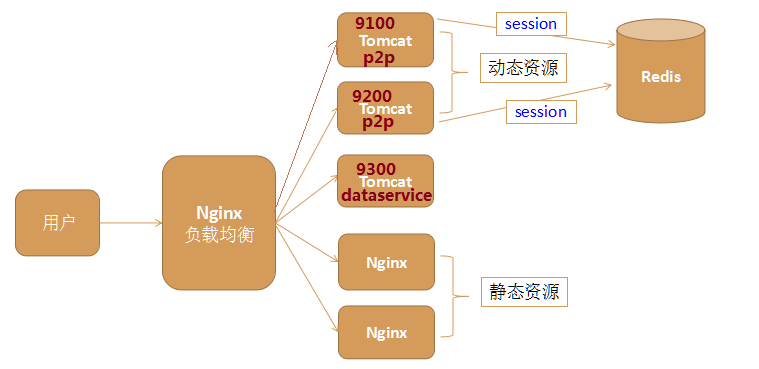 9100
Tomcat
p2p
session
动态资源
Redis
9200
Tomcat
p2p
session
9300
Tomcat
dataservice
用户
Nginx
负载均衡
Nginx
静态资源
Nginx